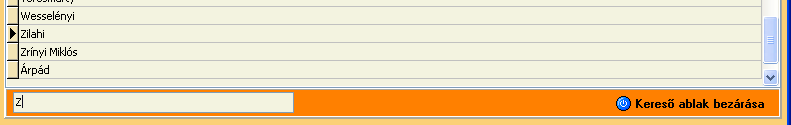 Wesselényi
Zilahi
Zrínyi Miklós
Árpád
z
Kereső ablak bezárása